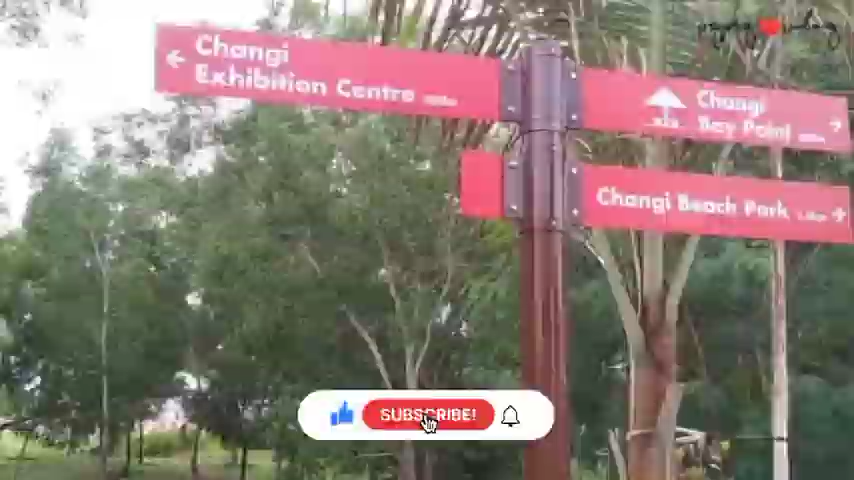 Changi
Exhibition Centre
Changi
Bay Point
Changi Beach Park
SUBSCRIBE!